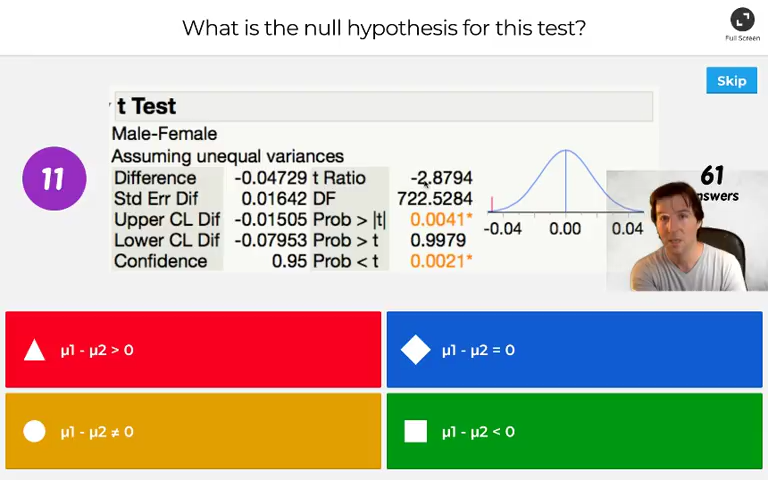 What is the null hypothesis for this test?
Full Screen
Skip
t Test
Male-Female
Assuming unequal variances
Difference -0.04729 t Ratio -2.8794
Std Err Dif 0.01642 DF 722.5284
Upper CL Dif -0.01505 Prob > |t| 0.0041*
Lower CL Dif -0.07953 Prob > t 0.9979
Confidence 0.95 Prob < t 0.0021*
-0.04 0.00 0.04
11
61
μ1 - μ2 > 0
μ1 - μ2 = 0
μ1 - μ2 ≠ 0
μ1 - μ2 < 0